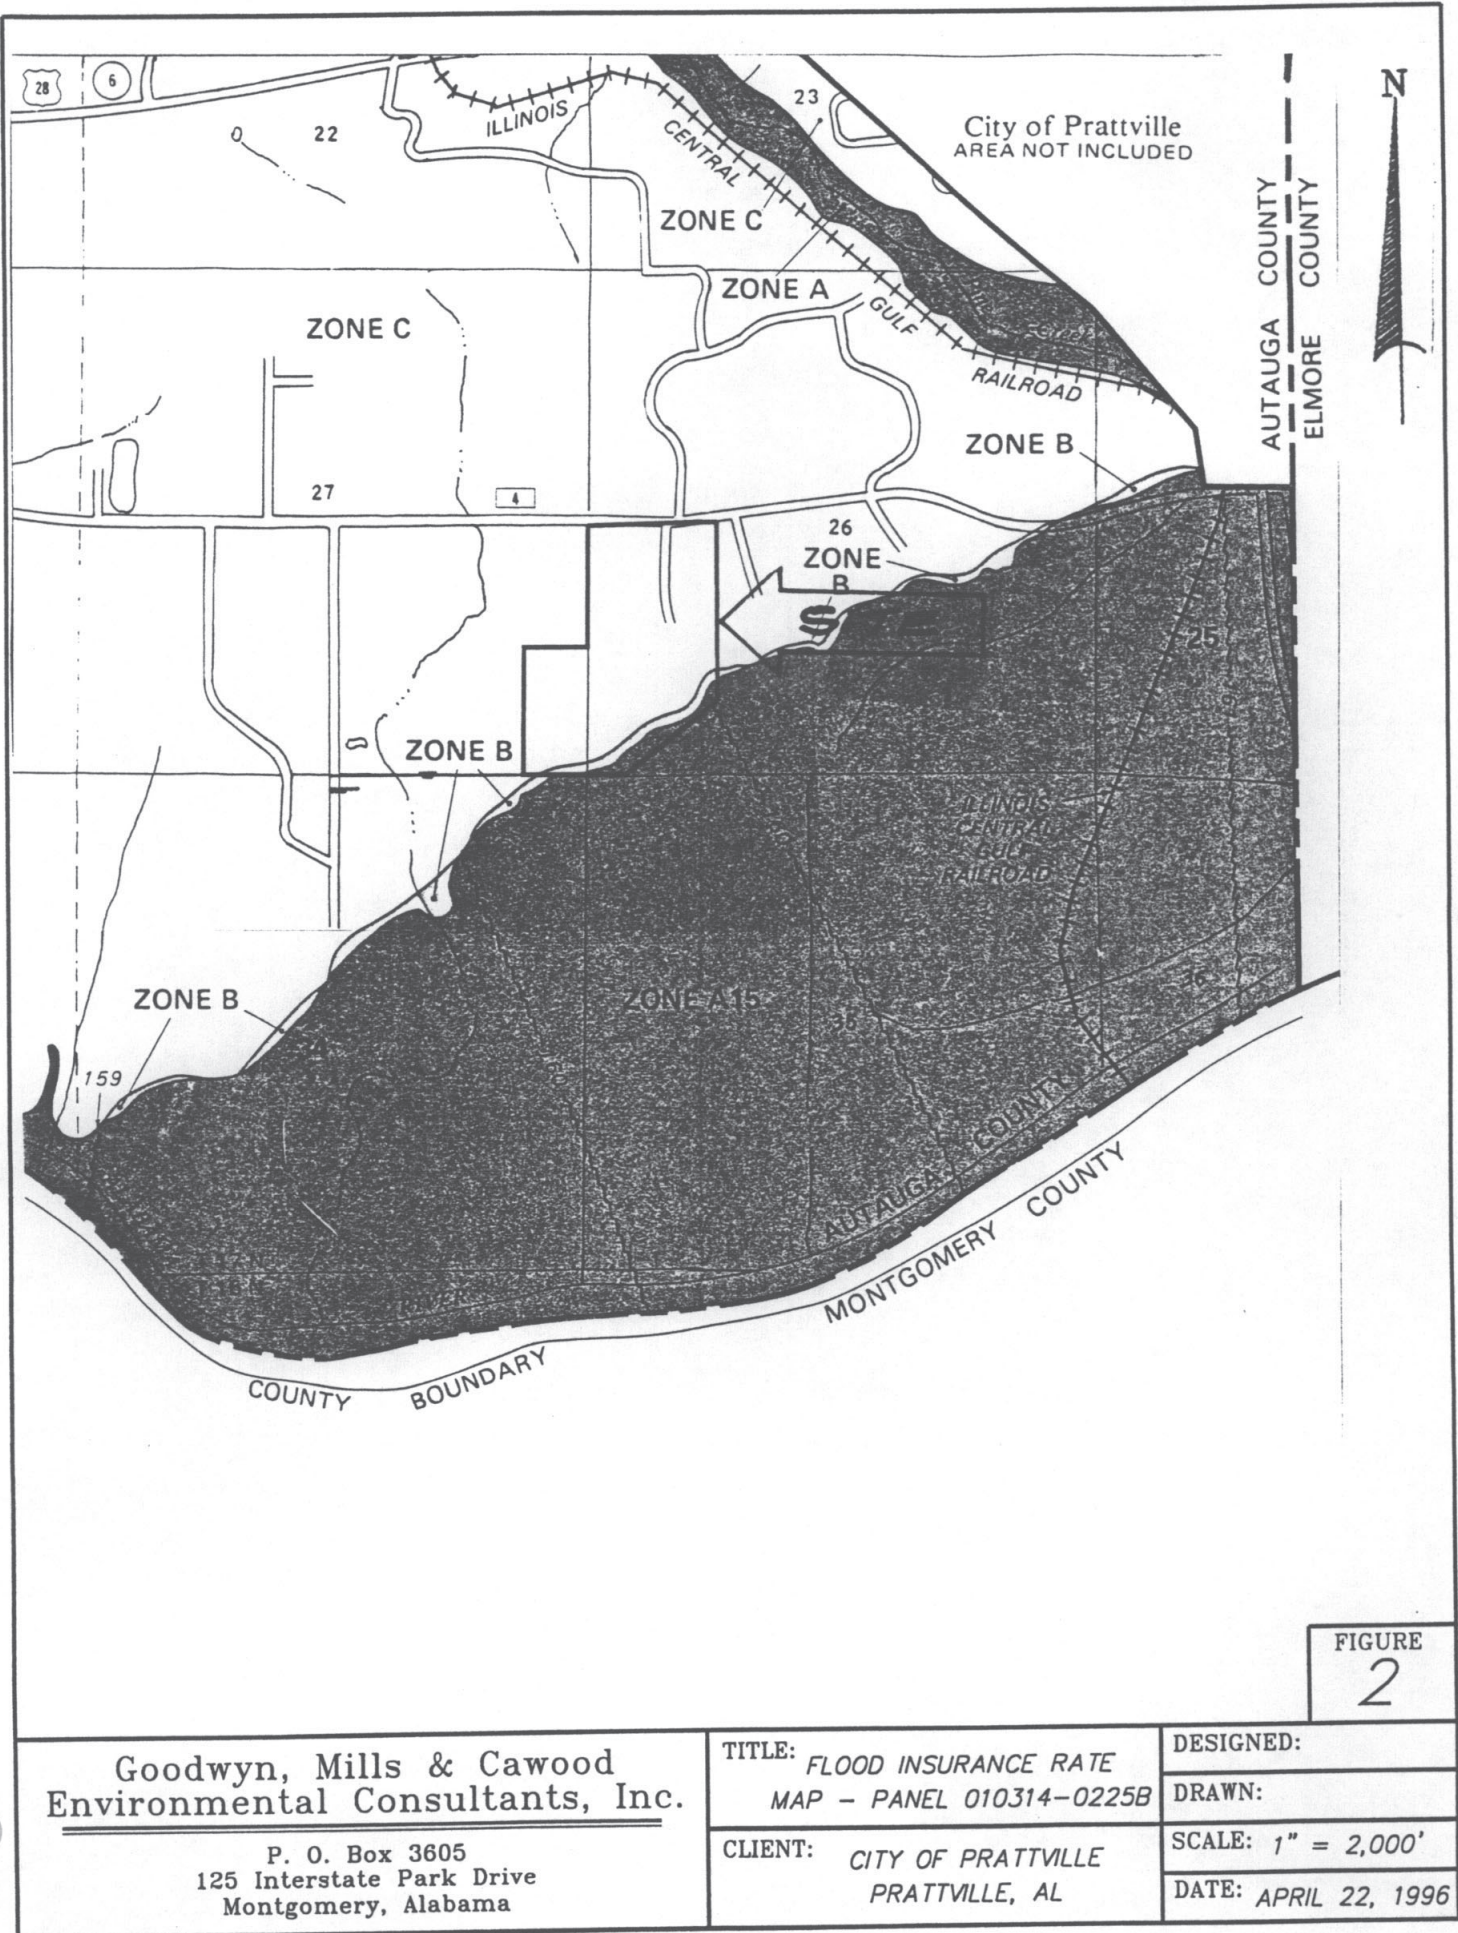 28
6
22
ILLINOIS
CENTRAL
23
City of Prattville
AREA NOT INCLUDED
N
AUTAUGA COUNTY
ELMORE COUNTY
ZONE C
ZONE A
GULF
ZONE C
Creek
RAILROAD
ZONE B
27
4
26
ZONE
B
25
ZONE B
ILLINOIS
CENTRAL
GULF
RAILROAD
ZONE B
ZONE A15
35
36
159
AUTAUGA COUNTY
MONTGOMERY COUNTY
RIVER
COUNTY BOUNDARY
FIGURE
2
Goodwyn, Mills & Cawood
Environmental Consultants, Inc.
P. O. Box 3605
125 Interstate Park Drive
Montgomery, Alabama
TITLE: FLOOD INSURANCE RATE
MAP - PANEL 010314-0225B
CLIENT: CITY OF PRATTVILLE
PRATTVILLE, AL
DESIGNED:
DRAWN:
SCALE: 1" = 2,000'
DATE: APRIL 22, 1996